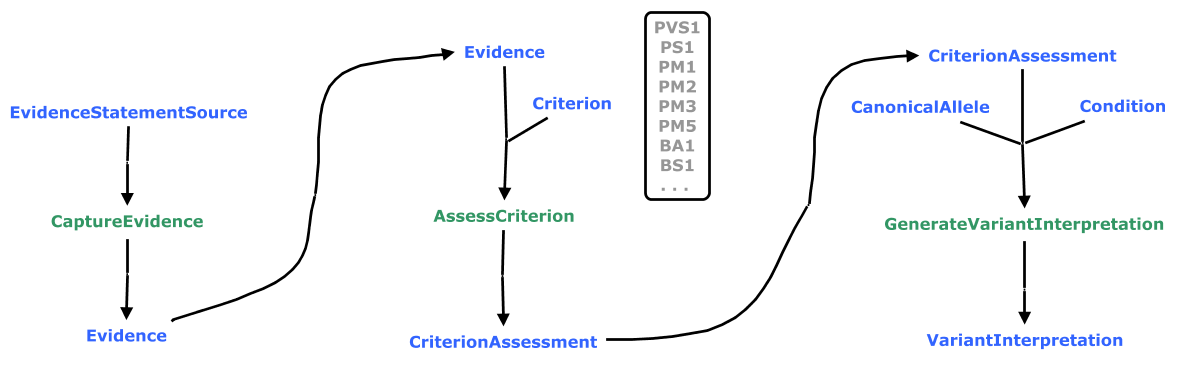 EvidenceStatementSource
CaptureEvidence
Evidence
Evidence
Criterion
AssessCriterion
CriterionAssessment
PVS1
PS1
PM1
PM2
PM3
PM5
BA1
BS1
. . .
CriterionAssessment
CanonicalAllele
Condition
GenerateVariantInterpretation
VariantInterpretation